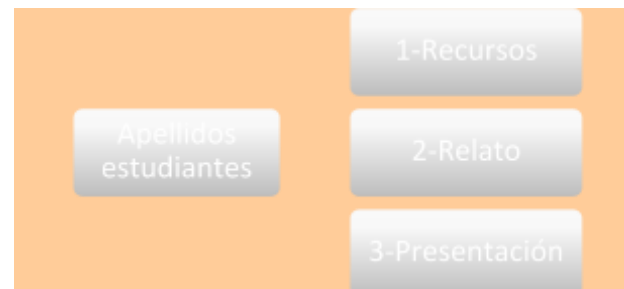 Apellidos
estudiantes
1-Recursos
2-Relato
3-Presentación